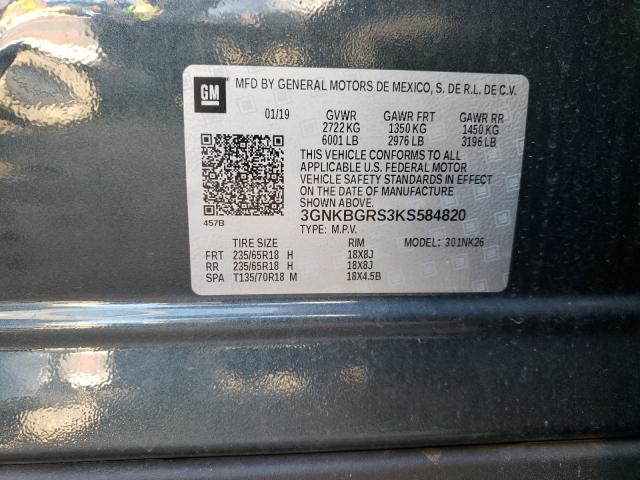 GM
MFD BY GENERAL MOTORS DE MEXICO, S. DE R.L. DE C.V.
01/19 GVWR GAWR FRT GAWR RR
2722 KG 1350 KG 1450 KG
6001 LB 2976 LB 3196 LB
THIS VEHICLE CONFORMS TO ALL
APPLICABLE U.S. FEDERAL MOTOR
VEHICLE SAFETY STANDARDS IN EFFECT
ON THE DATE OF MANUFACTURE
SHOWN ABOVE.
3GNKBGRS3KS584820
457B TYPE: M.P.V.
TIRE SIZE RIM MODEL: 301NK26
FRT 235/65R18 H 18X8J
RR 235/65R18 H 18X8J
SPA T135/70R18 M 18X4.5B